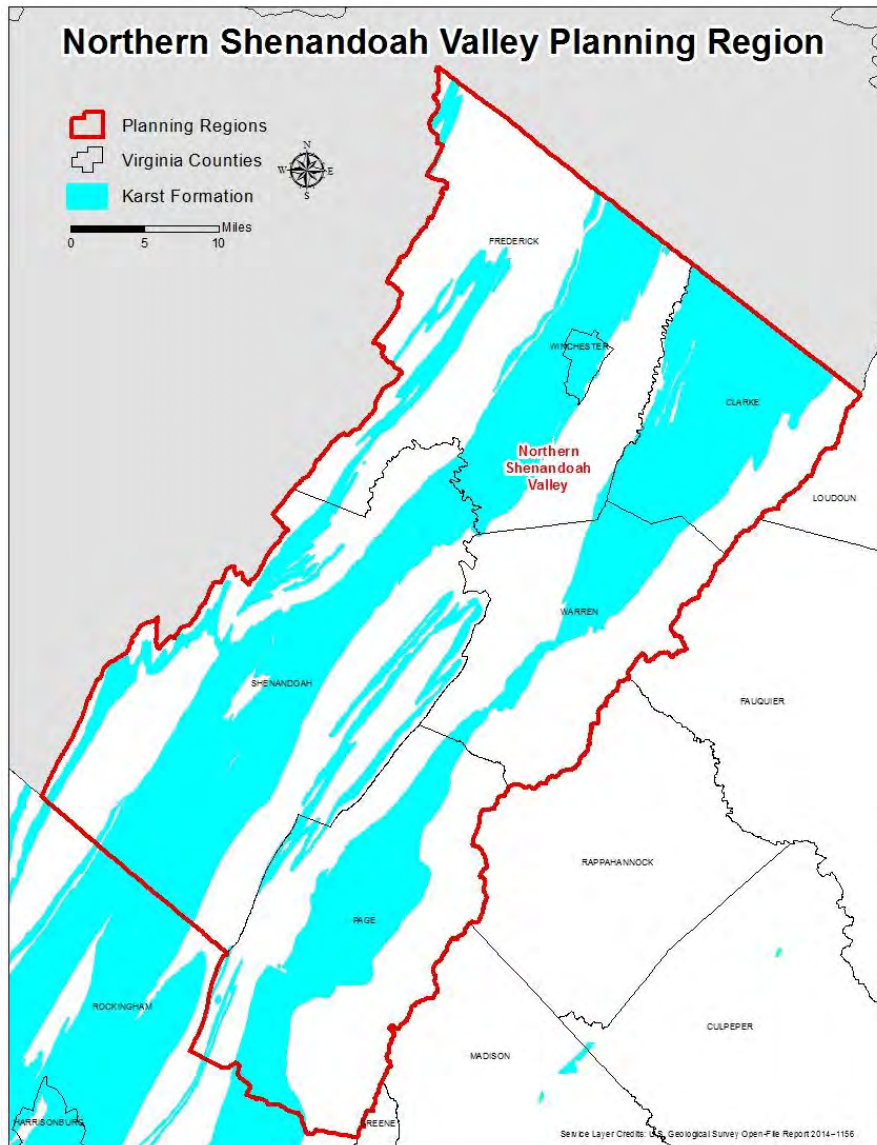 Northern Shenandoah Valley Planning Region
Planning Regions
Virginia Counties
Karst Formation
N
W
E
S
Miles
0 5 10
FREDERICK
WINCHESTER
CLARKE
Northern
Shenandoah
Valley
LOUDOUN
WARREN
SHENANDOAH
FAUQUIER
RAPPAHANNOCK
PAGE
ROCKINGHAM
CULPEPER
MADISON
HARRISONBURG
REENE
Service Layer Credits: U.S. Geological Survey Open-File Report 2014-1156